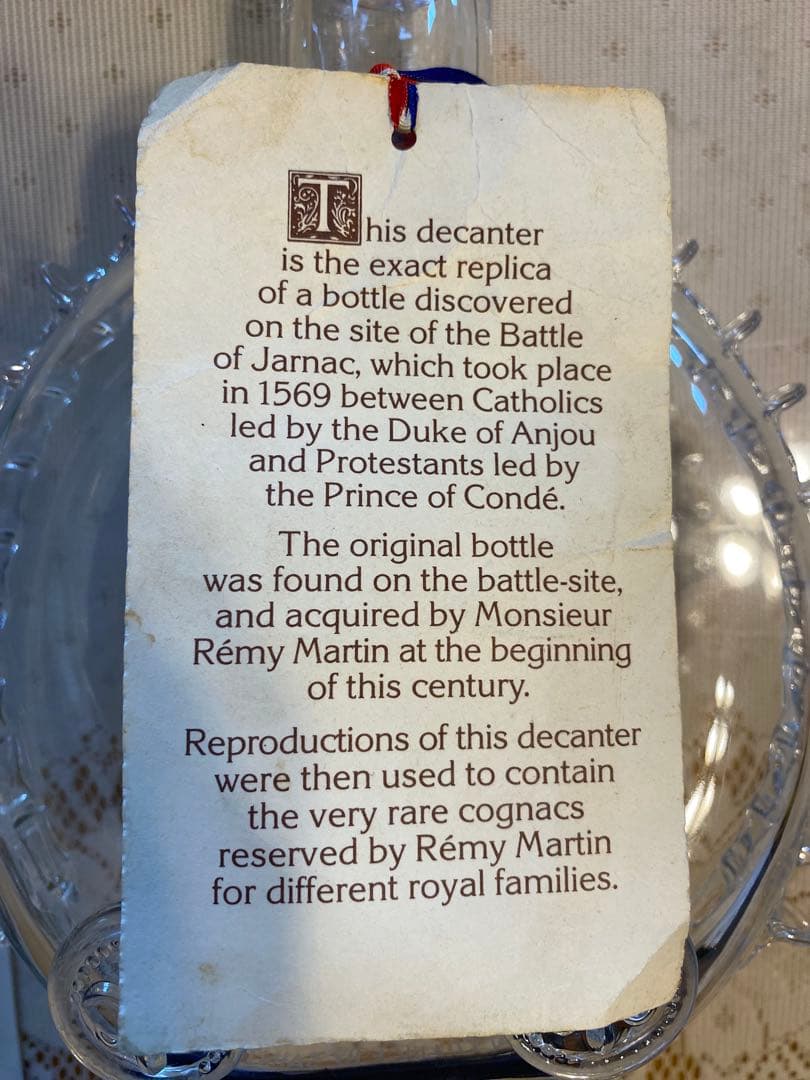 This decanter
is the exact replica
of a bottle discovered
on the site of the Battle
of Jarnac, which took place
in 1569 between Catholics
led by the Duke of Anjou
and Protestants led by
the Prince of Condé.
The original bottle
was found on the battle-site,
and acquired by Monsieur
Rémy Martin at the beginning
of this century.
Reproductions of this decanter
were then used to contain
the very rare cognacs
reserved by Rémy Martin
for different royal families.